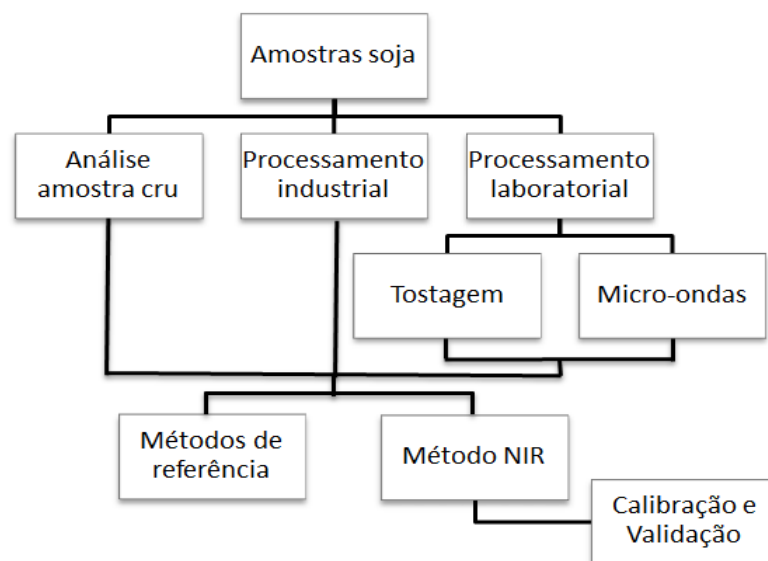 Amostras soja
Análise
amostra cru
Processamento
industrial
Processamento
laboratorial
Tostagem
Micro-ondas
Métodos de
referência
Método NIR
Calibração e
Validação